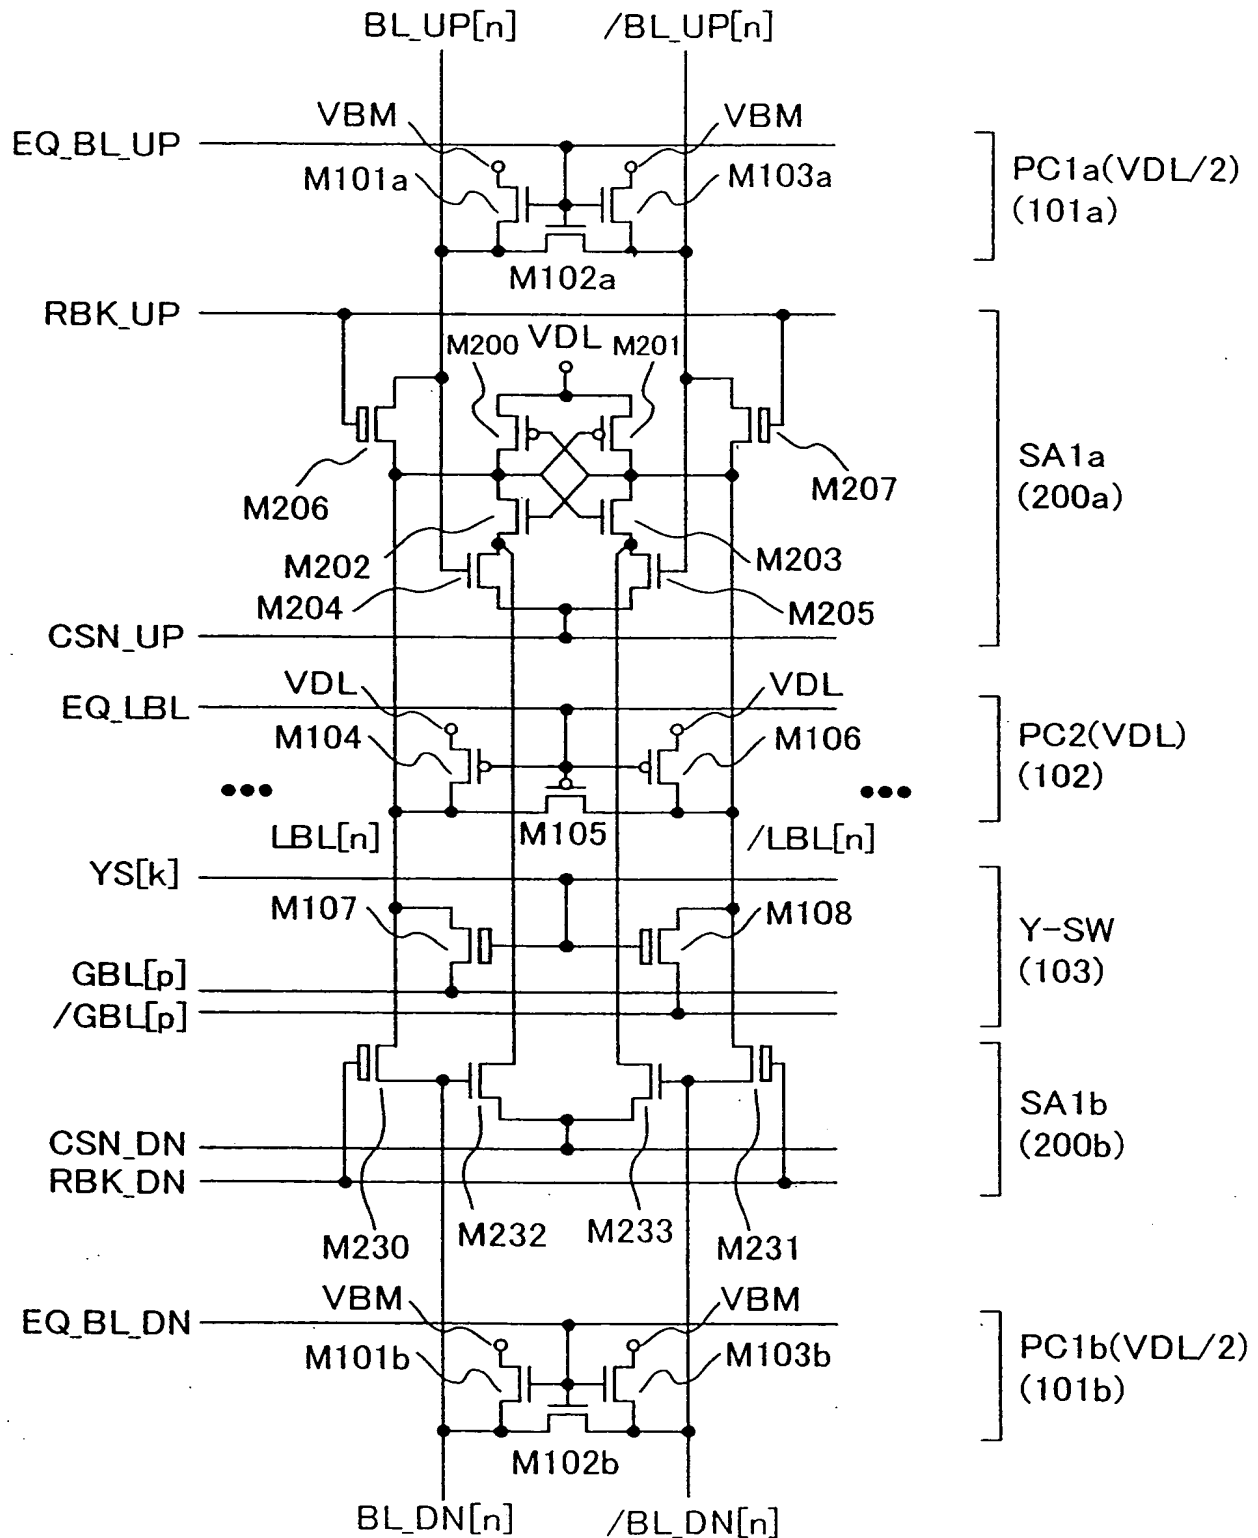 BL_UP[n] /BL_UP[n]
VBM VBM
EQ_BL_UP
M101a M103a
PC1a(VDL/2)
(101a)
M102a
RBK_UP
M200 VDL M201
SA1a
(200a)
M206 M207
M202 M203
M204 M205
CSN_UP
VDL VDL
EQ_LBL
M104 M106
PC2(VDL)
(102)
●●● ●●●
LBL[n] M105 /LBL[n]
YS[k]
M107 M108
Y-SW
(103)
GBL[p]
/GBL[p]
SA1b
(200b)
CSN_DN
RBK_DN
M230 M232 M233 M231
VBM VBM
EQ_BL_DN
M101b M103b
PC1b(VDL/2)
(101b)
M102b
BL_DN[n] /BL_DN[n]